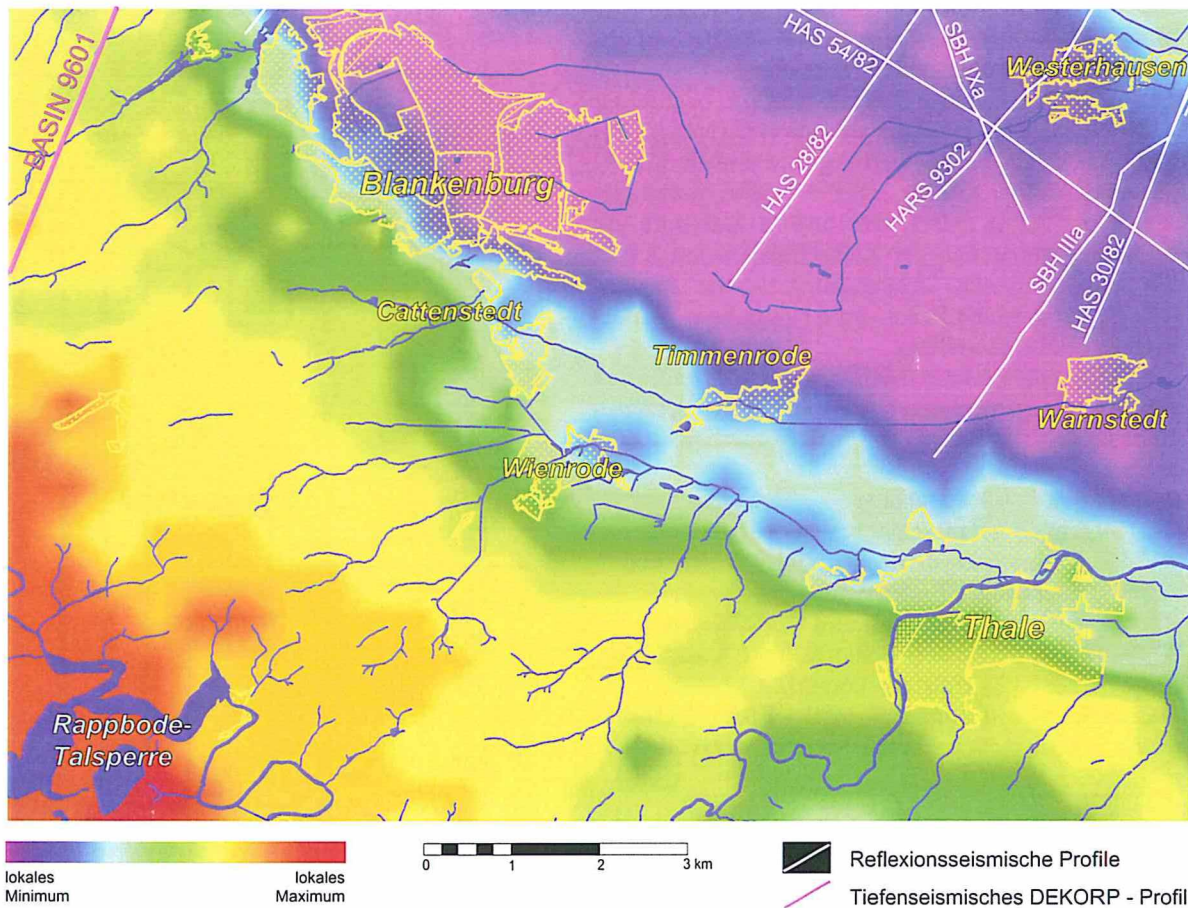 BASIN 9601
HAS 54/82
SBH IXa
Westerhausen
HAS 28/82
HARS 9302
Blankenburg
SBH IIIa
HAS 30/82
Cattenstedt
Timmenrode
Warnstedt
Wienrode
Thale
Rappbode-
Talsperre
lokales
Minimum
lokales
Maximum
0 1 2 3 km
Reflexionsseismische Profile
Tiefenseismisches DEKORP - Profil